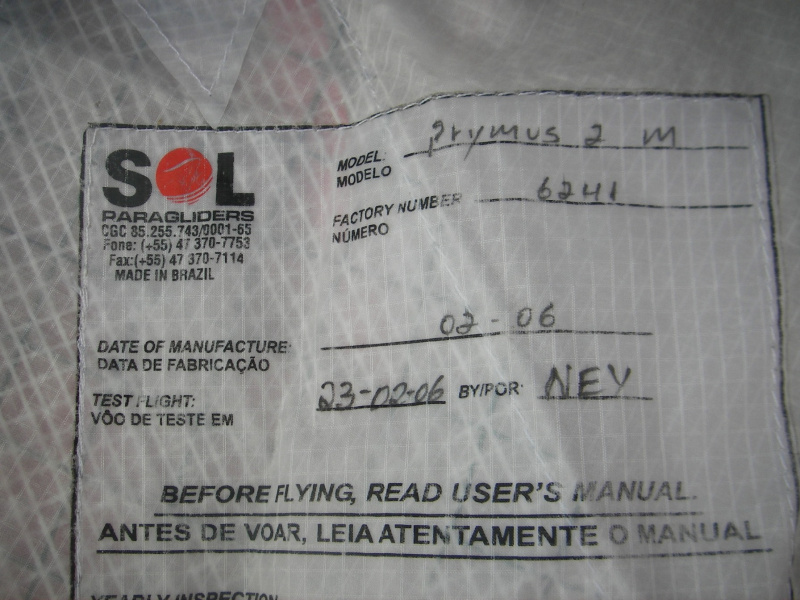 SOL
PARAGLIDERS
CGC 85.255.743/0001-65
Fone: (+55) 47 370-7753
Fax:(+55) 47 370-7114
MADE IN BRAZIL
MODEL: Prymus 2 M
MODELO
FACTORY NUMBER 6241
NÚMERO
DATE OF MANUFACTURE: 02-06
DATA DE FABRICAÇÃO
TEST FLIGHT: 23-02-06 BY/POR: NEY
VÔO DE TESTE EM
BEFORE FLYING, READ USER'S MANUAL.
ANTES DE VOAR, LEIA ATENTAMENTE O MANUAL
YEARLY INSPECTION